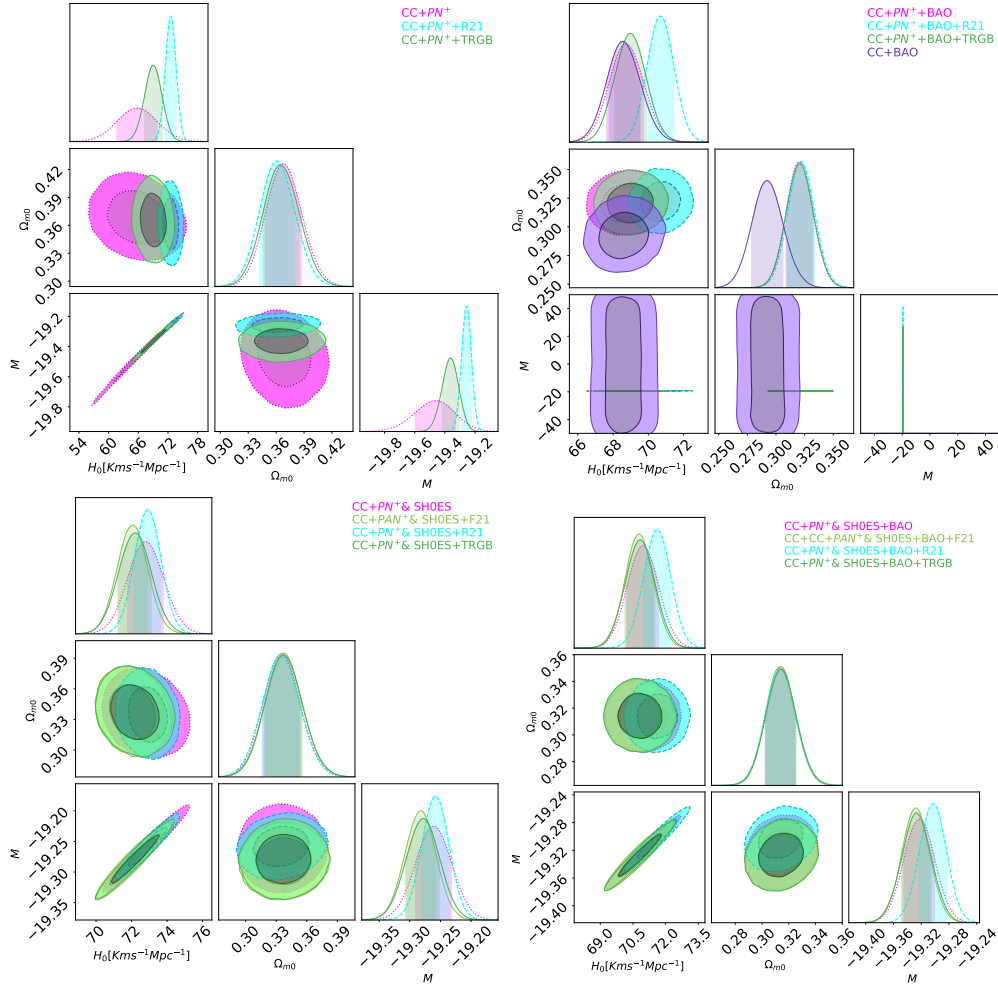 CC+PN⁺
CC+PN⁺+R21
CC+PN⁺+TRGB
0.42
0.39
0.36
0.33
0.30
Ωm0
−19.2
−19.4
−19.6
−19.8
M
54 60 66 72 78
H₀[Kms⁻¹Mpc⁻¹]
0.30 0.36 0.39 0.42
Ωm0
−19.8 −19.6 −19.4 −19.2
M
CC+PN⁺+BAO
CC+PN⁺+BAO+R21
CC+PN⁺+BAO+TRGB
CC+BAO
0.350
0.325
0.300
0.275
0.250
Ωm0
40
20
0
−20
−40
M
66 68 70 72
H₀[Kms⁻¹Mpc⁻¹]
0.250 0.275 0.300 0.325 0.350
Ωm0
−40 −20 0 20 40
M
CC+PN⁺& SH0ES
CC+PAN⁺& SH0ES+F21
CC+PN⁺& SH0ES+R21
CC+PN⁺& SH0ES+TRGB
0.39
0.36
0.33
0.30
Ωm0
−19.20
−19.25
−19.30
−19.35
M
70 72 74 76
H₀[Kms⁻¹Mpc⁻¹]
0.30 0.33 0.36 0.39
Ωm0
−19.35 −19.30 −19.25 −19.20
M
CC+PN⁺& SH0ES+BAO
CC+CC+PAN⁺& SH0ES+BAO+F21
CC+PN⁺& SH0ES+BAO+R21
CC+PN⁺& SH0ES+BAO+TRGB
0.36
0.34
0.32
0.30
0.28
Ωm0
−19.24
−19.28
−19.32
−19.36
−19.40
M
69.0 70.5 72.0 73.5
H₀[Kms⁻¹Mpc⁻¹]
0.28 0.30 0.32 0.34 0.36
Ωm0
−19.40 −19.36 −19.32 −19.28 −19.24
M